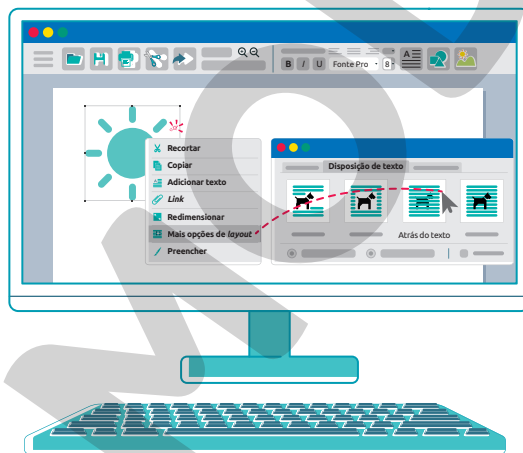 B I U Fonte Pro 8 A
Recortar
Copiar
Adicionar texto
Link
Redimensionar
Mais opções de layout
Preencher
Disposição de texto
Atrás do texto